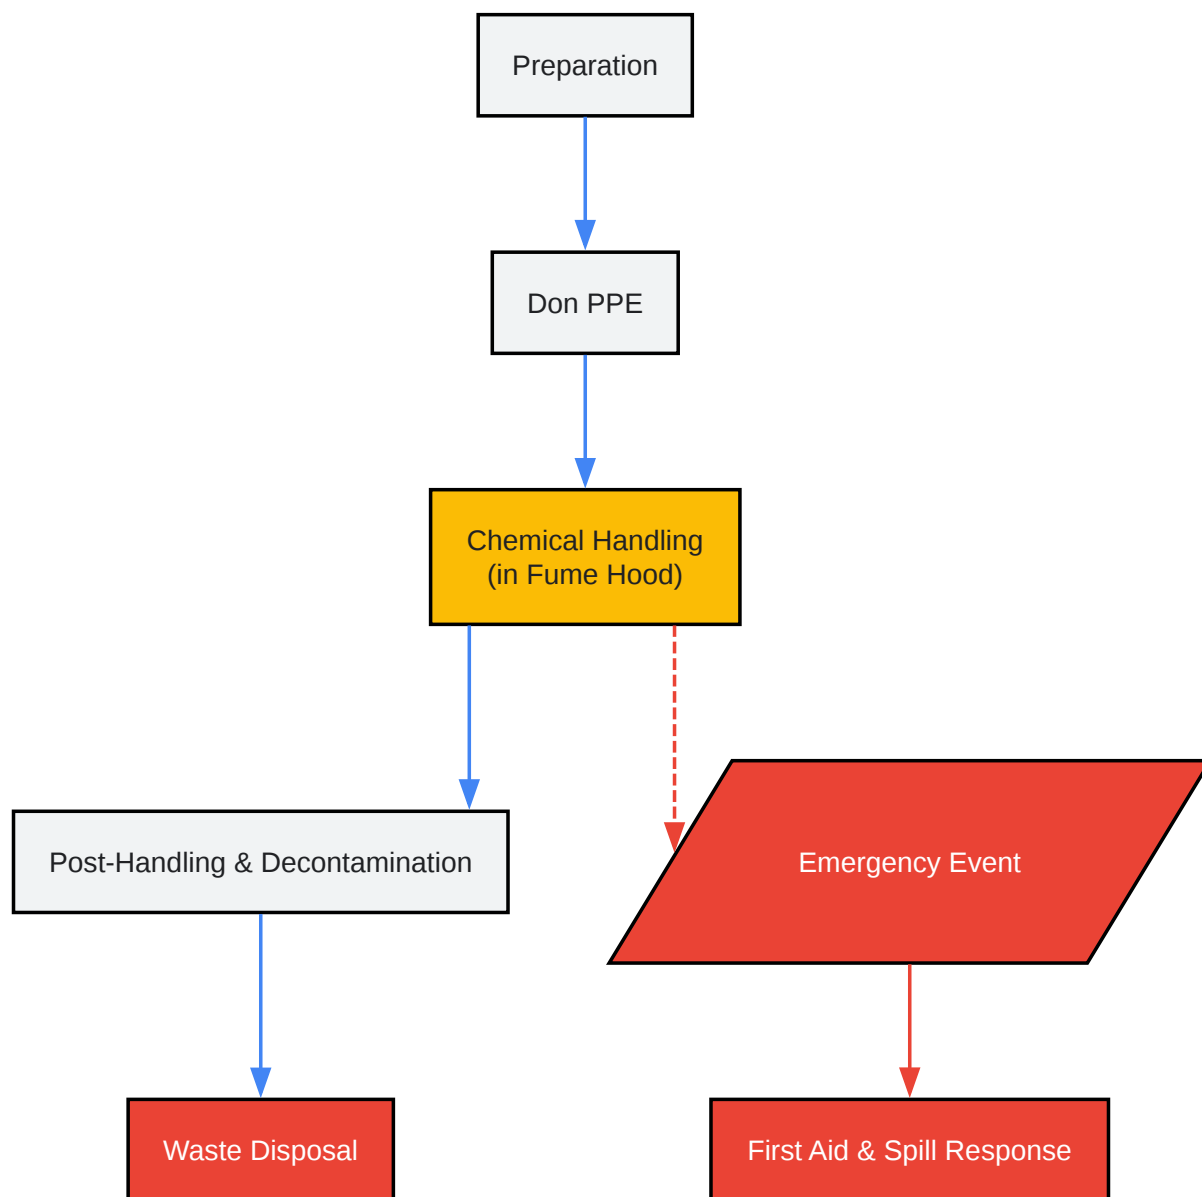 Preparation
Don PPE
Chemical Handling
(in Fume Hood)
Post-Handling & Decontamination
Emergency Event
Waste Disposal
First Aid & Spill Response